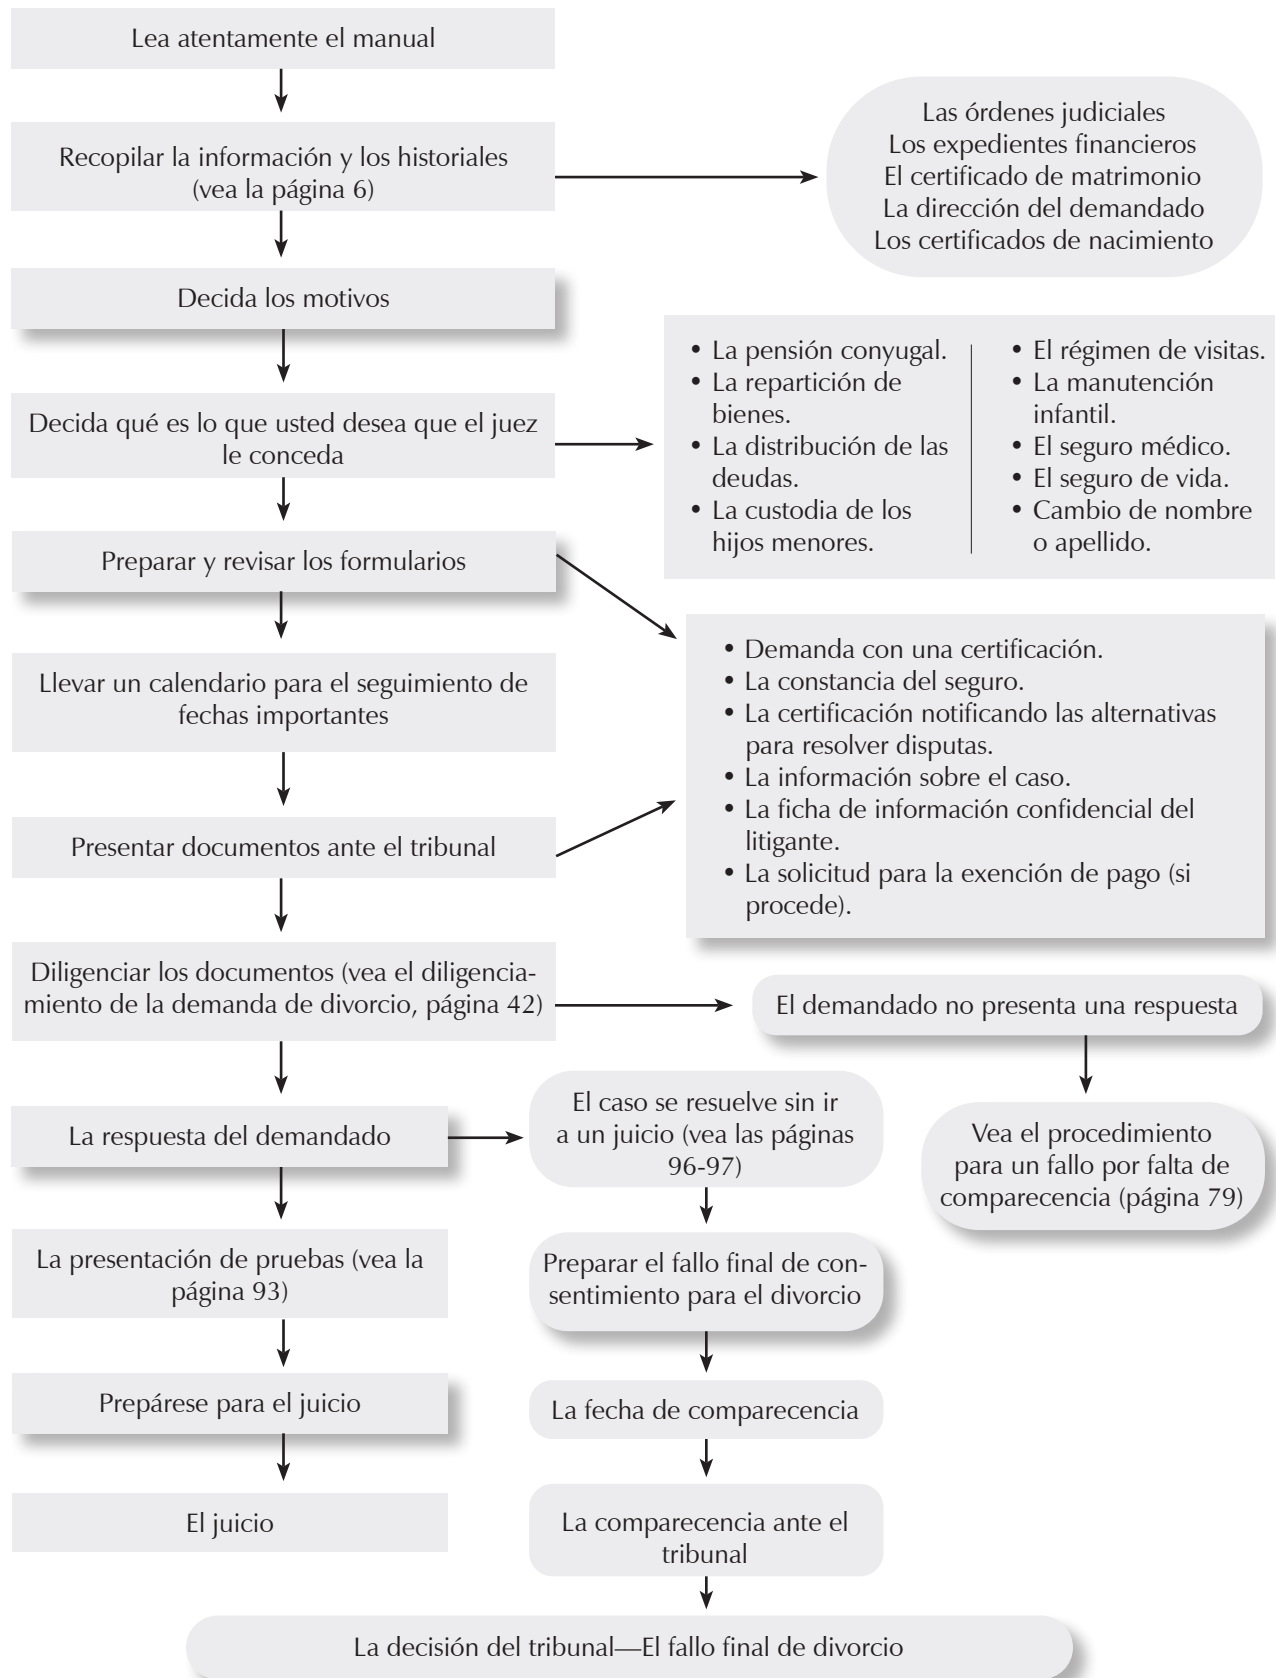 Lea atentamente el manual
Recopilar la información y los historiales
(vea la página 6)
Las órdenes judiciales
Los expedientes financieros
El certificado de matrimonio
La dirección del demandado
Los certificados de nacimiento
Decida los motivos
Decida qué es lo que usted desea que el juez
le conceda
• La pensión conyugal.
• La repartición de
bienes.
• La distribución de las
deudas.
• La custodia de los
hijos menores.
• El régimen de visitas.
• La manutención
infantil.
• El seguro médico.
• El seguro de vida.
• Cambio de nombre
o apellido.
Preparar y revisar los formularios
Llevar un calendario para el seguimiento de
fechas importantes
Presentar documentos ante el tribunal
• Demanda con una certificación.
• La constancia del seguro.
• La certificación notificando las alternativas
para resolver disputas.
• La información sobre el caso.
• La ficha de información confidencial del
litigante.
• La solicitud para la exención de pago (si
procede).
Diligenciar los documentos (vea el diligencia-
miento de la demanda de divorcio, página 42)
El demandado no presenta una respuesta
Vea el procedimiento
para un fallo por falta de
comparecencia (página 79)
La respuesta del demandado
El caso se resuelve sin ir
a un juicio (vea las páginas
96-97)
La presentación de pruebas (vea la
página 93)
Preparar el fallo final de con-
sentimiento para el divorcio
Prepárese para el juicio
La fecha de comparecencia
El juicio
La comparecencia ante el
tribunal
La decisión del tribunal—El fallo final de divorcio